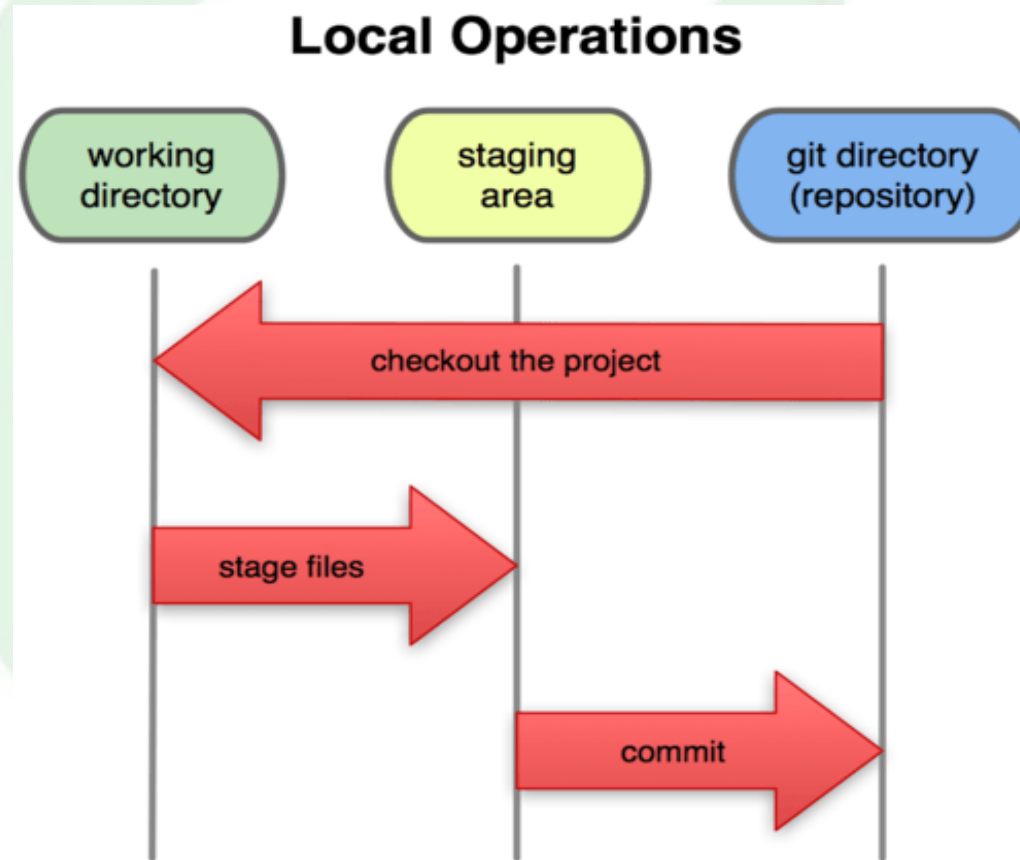 Local Operations
working
directory
staging
area
git directory
(repository)
checkout the project
stage files
commit